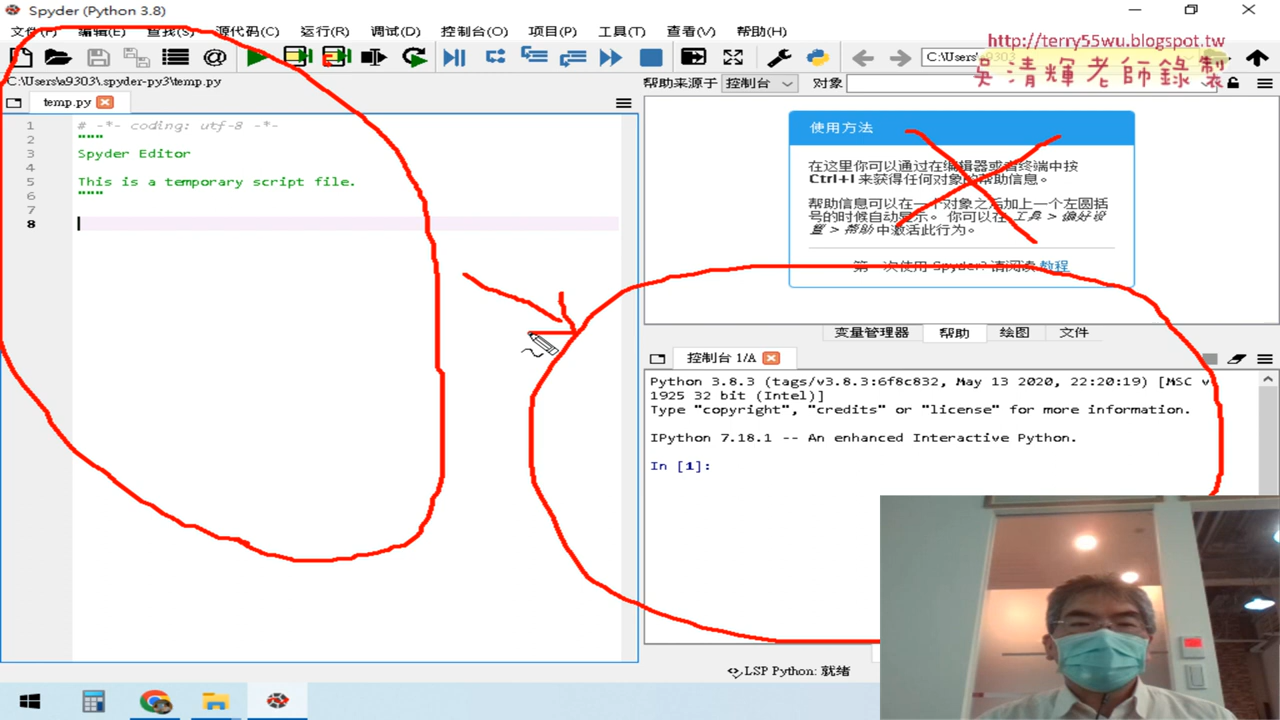 Spyder (Python 3.8)
文件(F) 编辑(E) 查找(S) 源代码(C) 运行(R) 调试(D) 控制台(O) 项目(P) 工具(T) 查看(V) 帮助(H)
http://terry55wu.blogspot.tw
吳清輝老師錄製
C:\Users\a9303\.spyder-py3\temp.py
帮助来源于 控制台 对象
temp.py
1 # -*- coding: utf-8 -*-
2 """
3 Spyder Editor
4
5 This is a temporary script file.
6 """
7
8
使用方法
在这里你可以通过在编辑器或者终端中按
Ctrl+I 来获得任何对象的帮助信息。
帮助信息可以在一个对象之后加上一个左圆括
号的时候自动显示。 你可以在 工具 > 偏好设
置 > 帮助 中激活此行为。
第一次使用 Spyder? 请阅读 教程
变量管理器 帮助 绘图 文件
控制台 1/A
Python 3.8.3 (tags/v3.8.3:6f8c832, May 13 2020, 22:20:19) [MSC
1925 32 bit (Intel)]
Type "copyright", "credits" or "license" for more information.
IPython 7.18.1 -- An enhanced Interactive Python.
In [1]:
LSP Python: 就绪